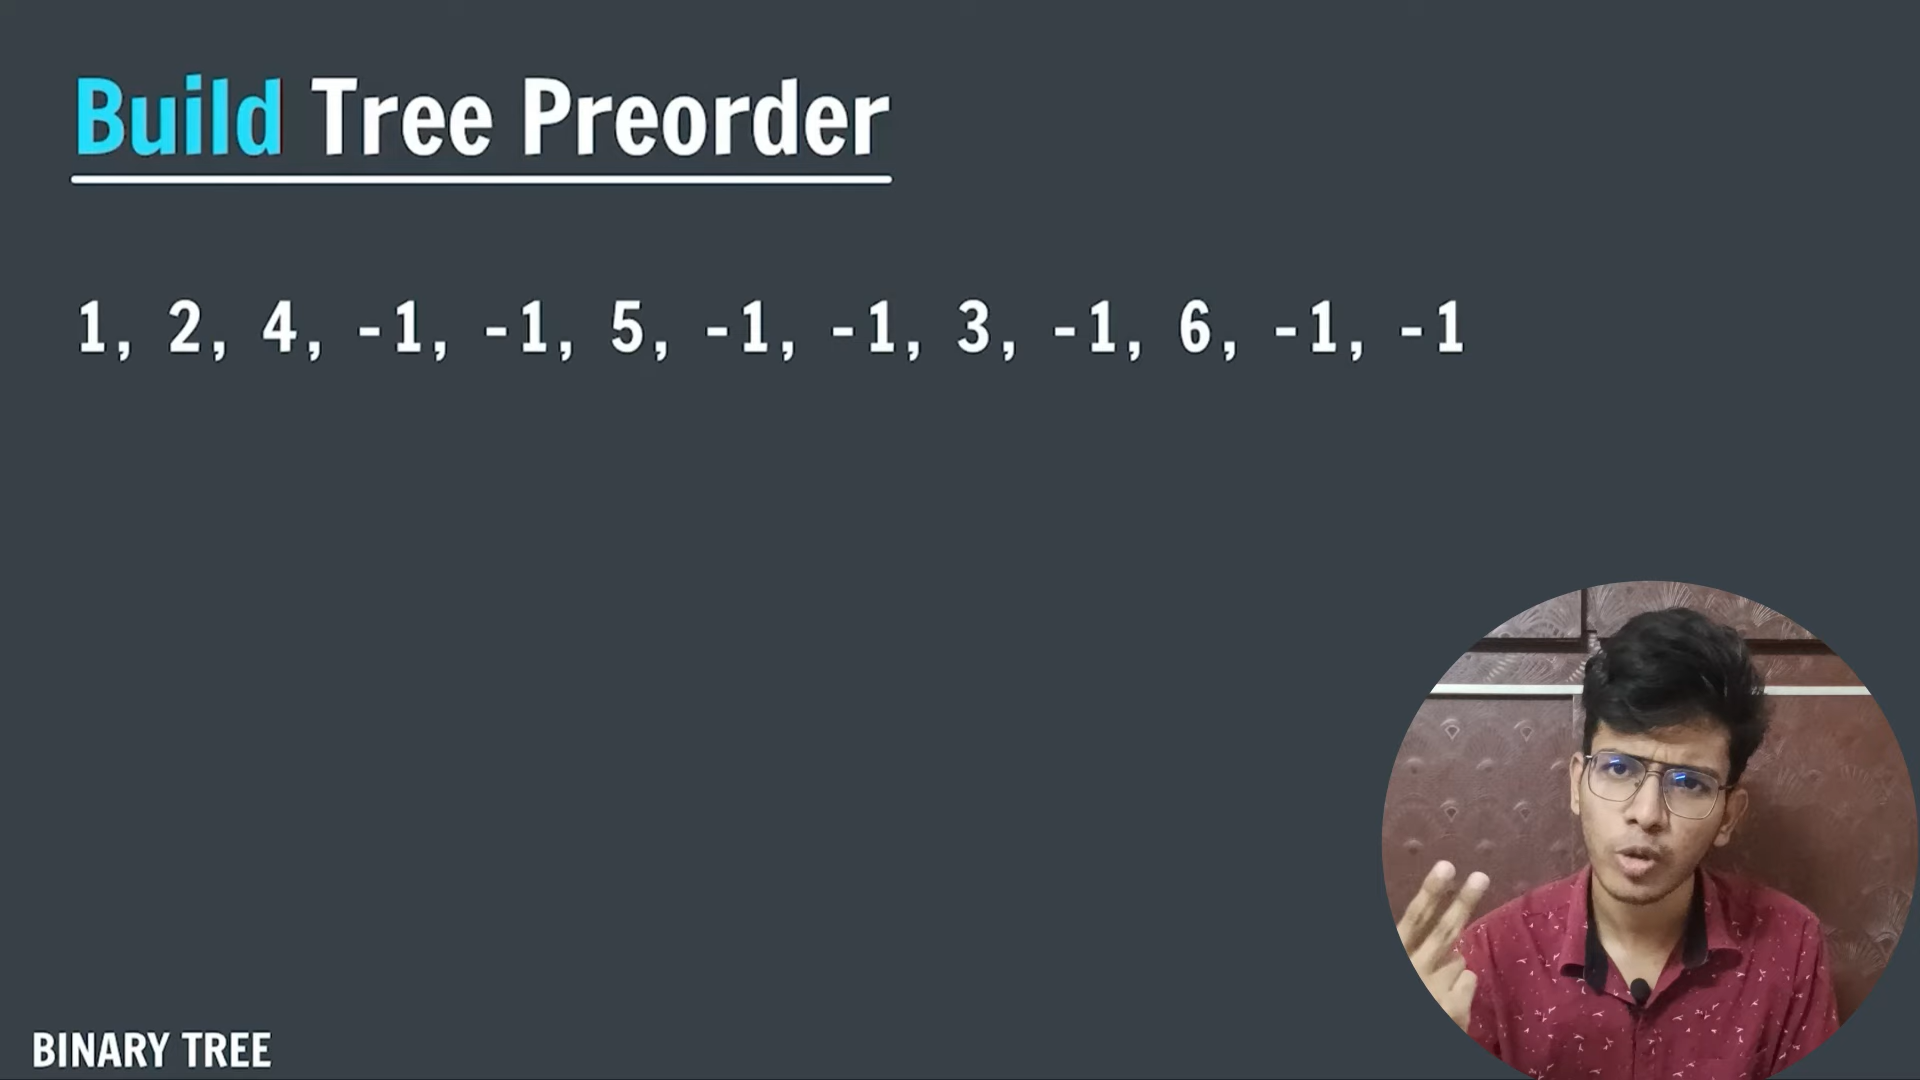 Build Tree Preorder
1, 2, 4, -1, -1, 5, -1, -1, 3, -1, 6, -1, -1
BINARY TREE